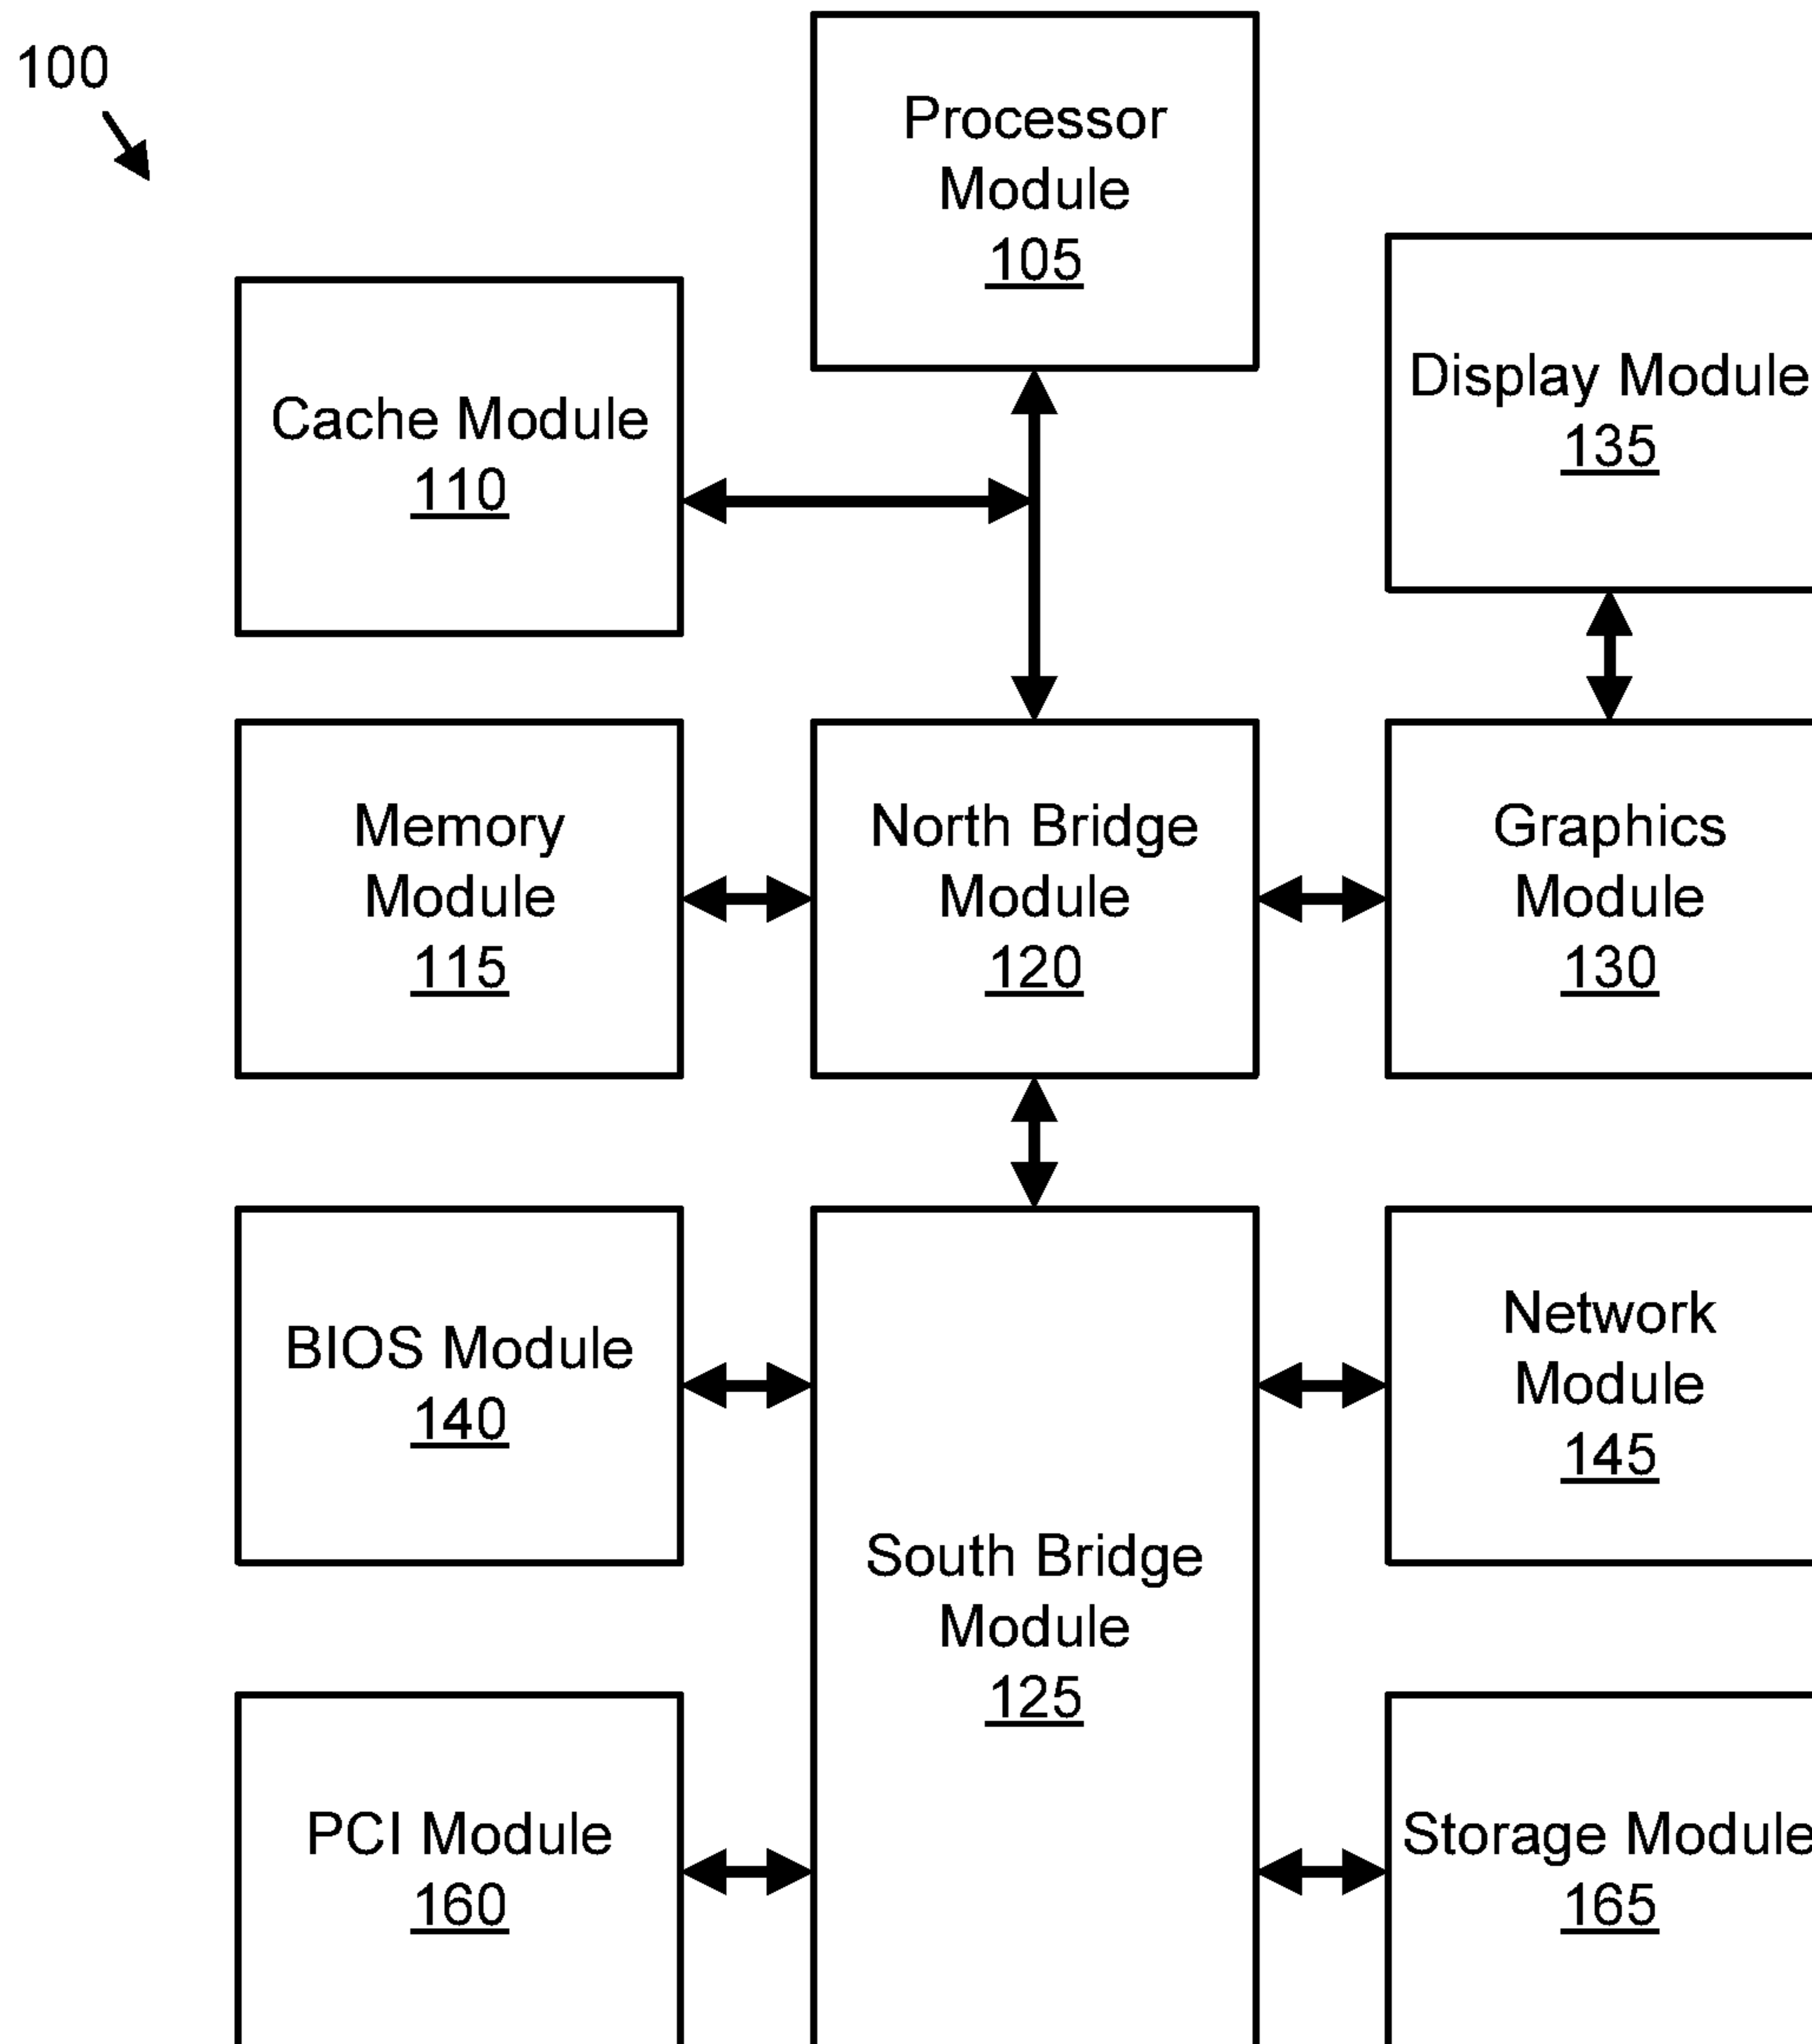 100
Processor
Module
105
Cache Module
110
Display Module
135
Memory
Module
115
North Bridge
Module
120
Graphics
Module
130
BIOS Module
140
South Bridge
Module
125
Network
Module
145
PCI Module
160
Storage Module
165